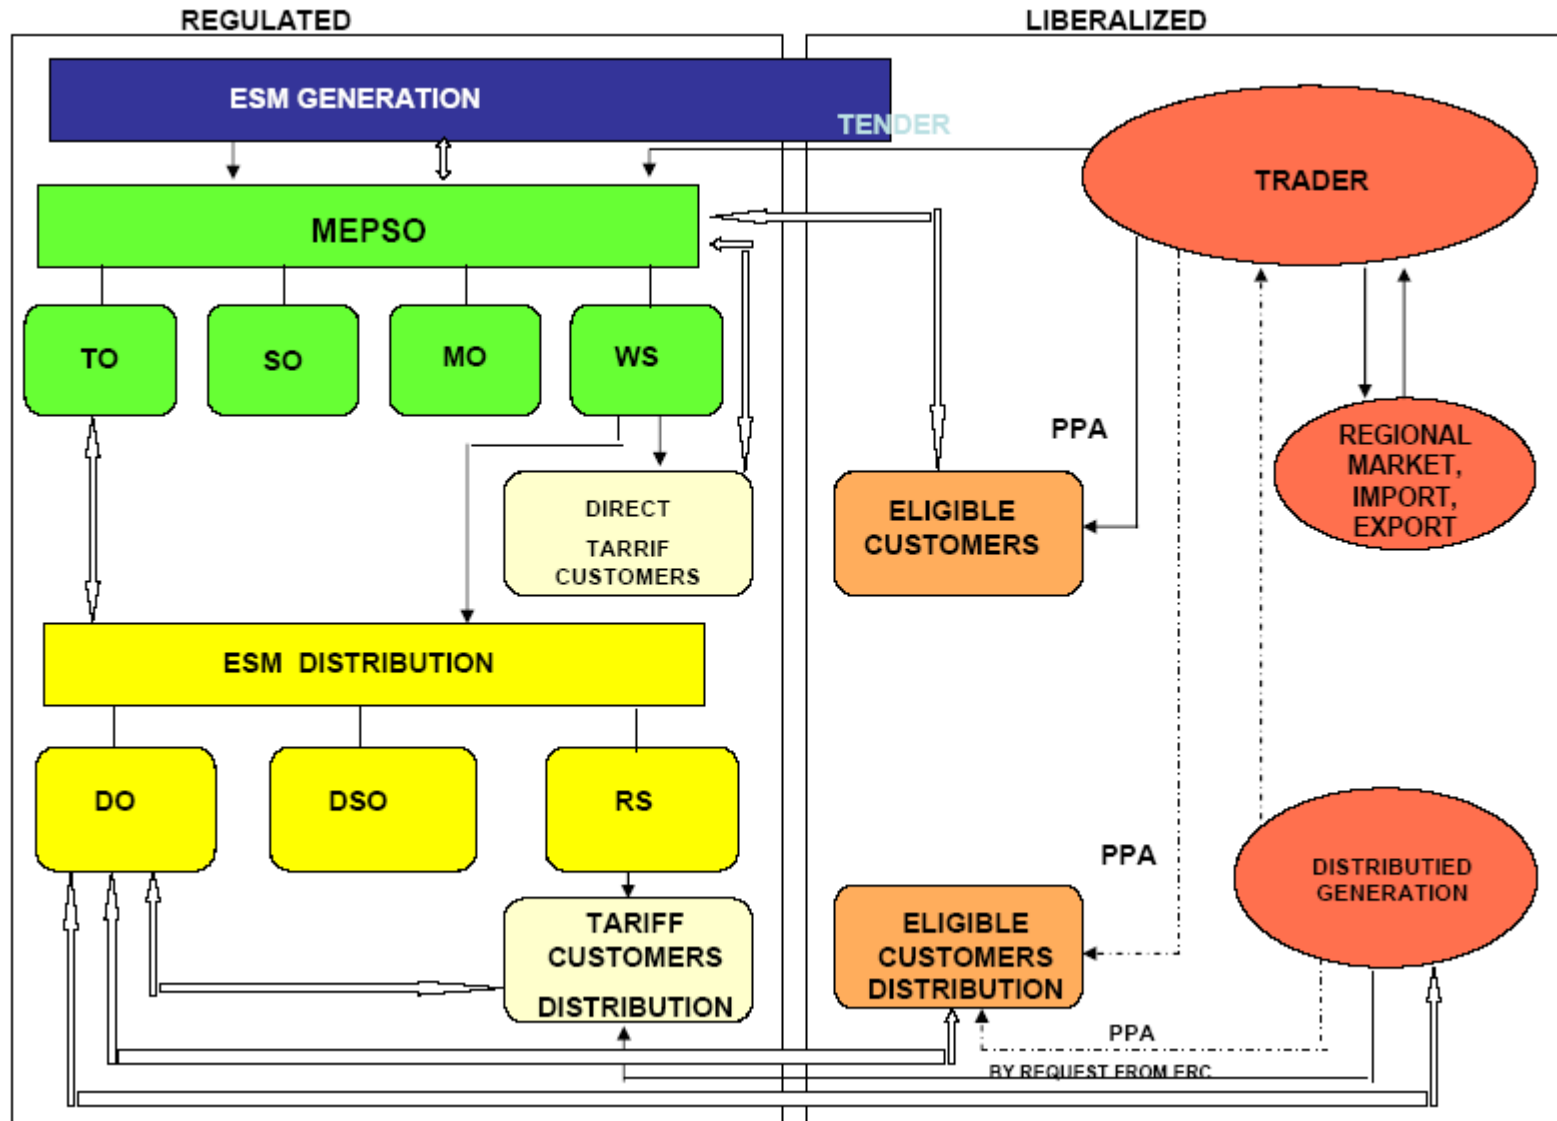 REGULATED
LIBERALIZED
ESM GENERATION
TENDER
TRADER
MEPSO
TO
SO
MO
WS
PPA
REGIONAL
MARKET,
IMPORT,
EXPORT
DIRECT
TARRIF
CUSTOMERS
ELIGIBLE
CUSTOMERS
ESM DISTRIBUTION
DO
DSO
RS
PPA
DISTRIBUTIED
GENERATION
TARIFF
CUSTOMERS
DISTRIBUTION
ELIGIBLE
CUSTOMERS
DISTRIBUTION
PPA
BY REQUEST FROM ERC